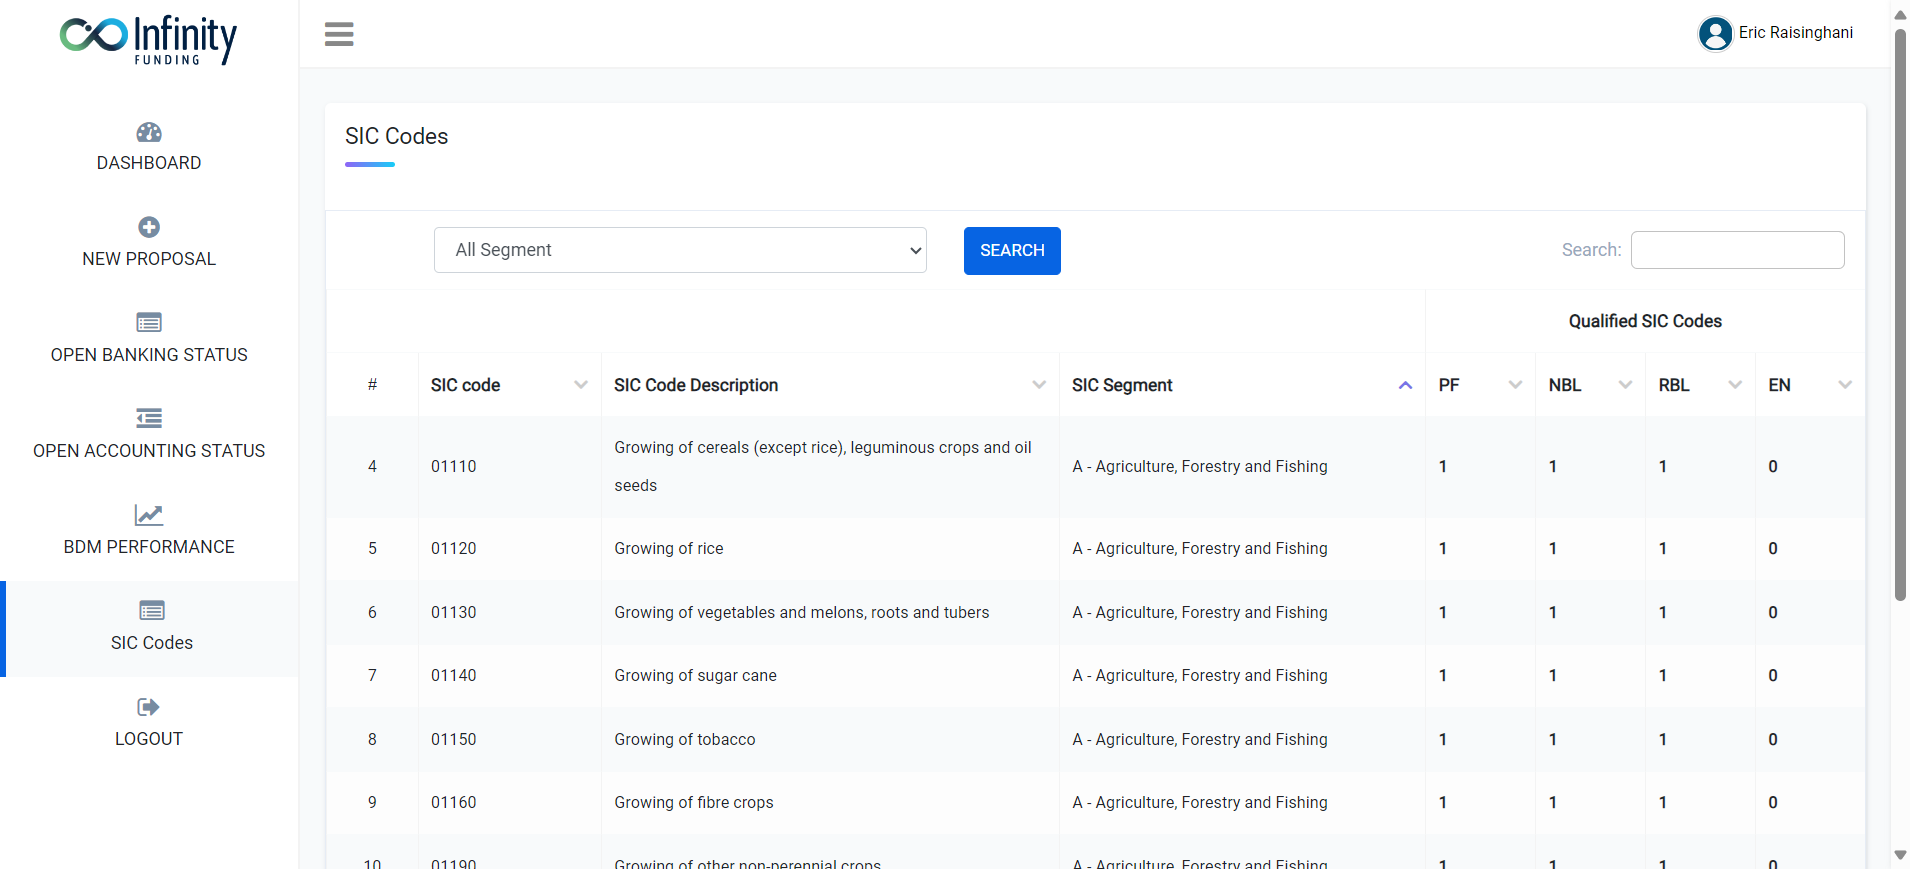 Infinity
FUNDING
Eric Raisinghani
DASHBOARD
NEW PROPOSAL
OPEN BANKING STATUS
OPEN ACCOUNTING STATUS
BDM PERFORMANCE
SIC Codes
LOGOUT
SIC Codes
All Segment
SEARCH
Search:
Qualified SIC Codes
# SIC code SIC Code Description SIC Segment PF NBL RBL EN
4 01110 Growing of cereals (except rice), leguminous crops and oil seeds A - Agriculture, Forestry and Fishing 1 1 1 0
5 01120 Growing of rice A - Agriculture, Forestry and Fishing 1 1 1 0
6 01130 Growing of vegetables and melons, roots and tubers A - Agriculture, Forestry and Fishing 1 1 1 0
7 01140 Growing of sugar cane A - Agriculture, Forestry and Fishing 1 1 1 0
8 01150 Growing of tobacco A - Agriculture, Forestry and Fishing 1 1 1 0
9 01160 Growing of fibre crops A - Agriculture, Forestry and Fishing 1 1 1 0
10 01190 Growing of other non-perennial crops A - Agriculture, Forestry and Fishing 1 1 1 0